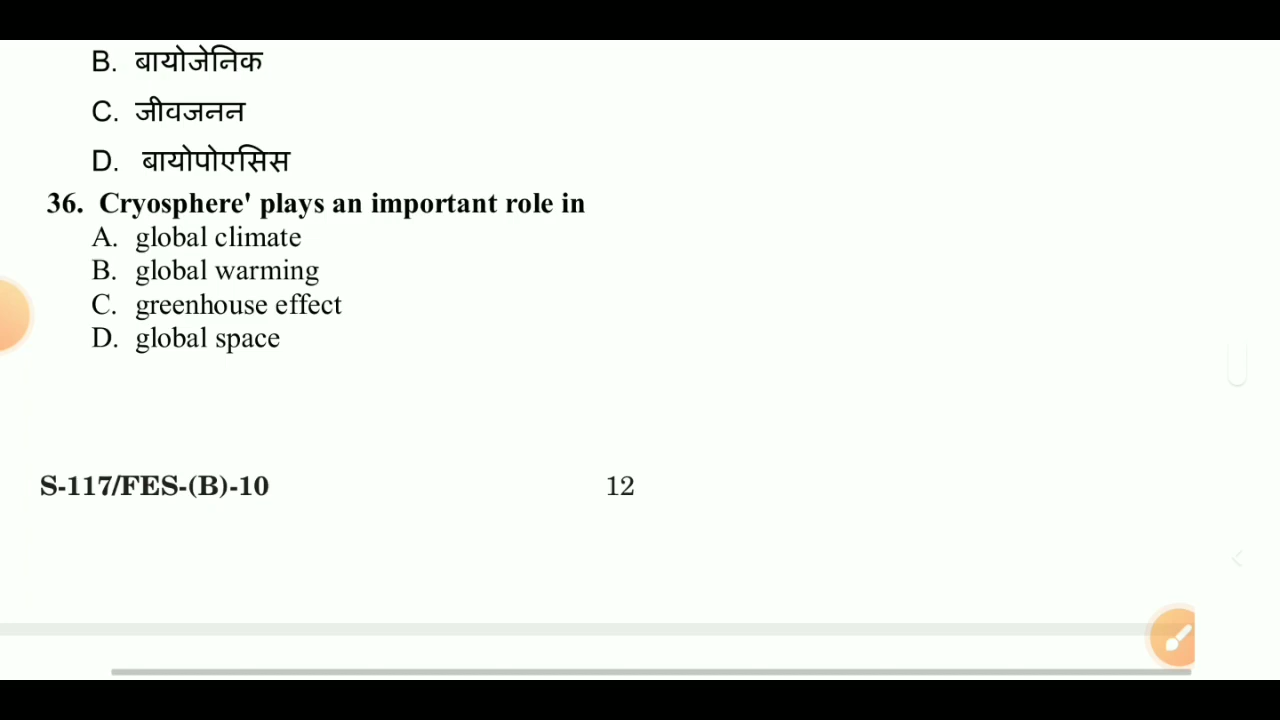 B. बायोजेनिक
C. जीवजनन
D. बायोपोएसिस
36. Cryosphere' plays an important role in
A. global climate
B. global warming
C. greenhouse effect
D. global space
S-117/FES-(B)-10 12